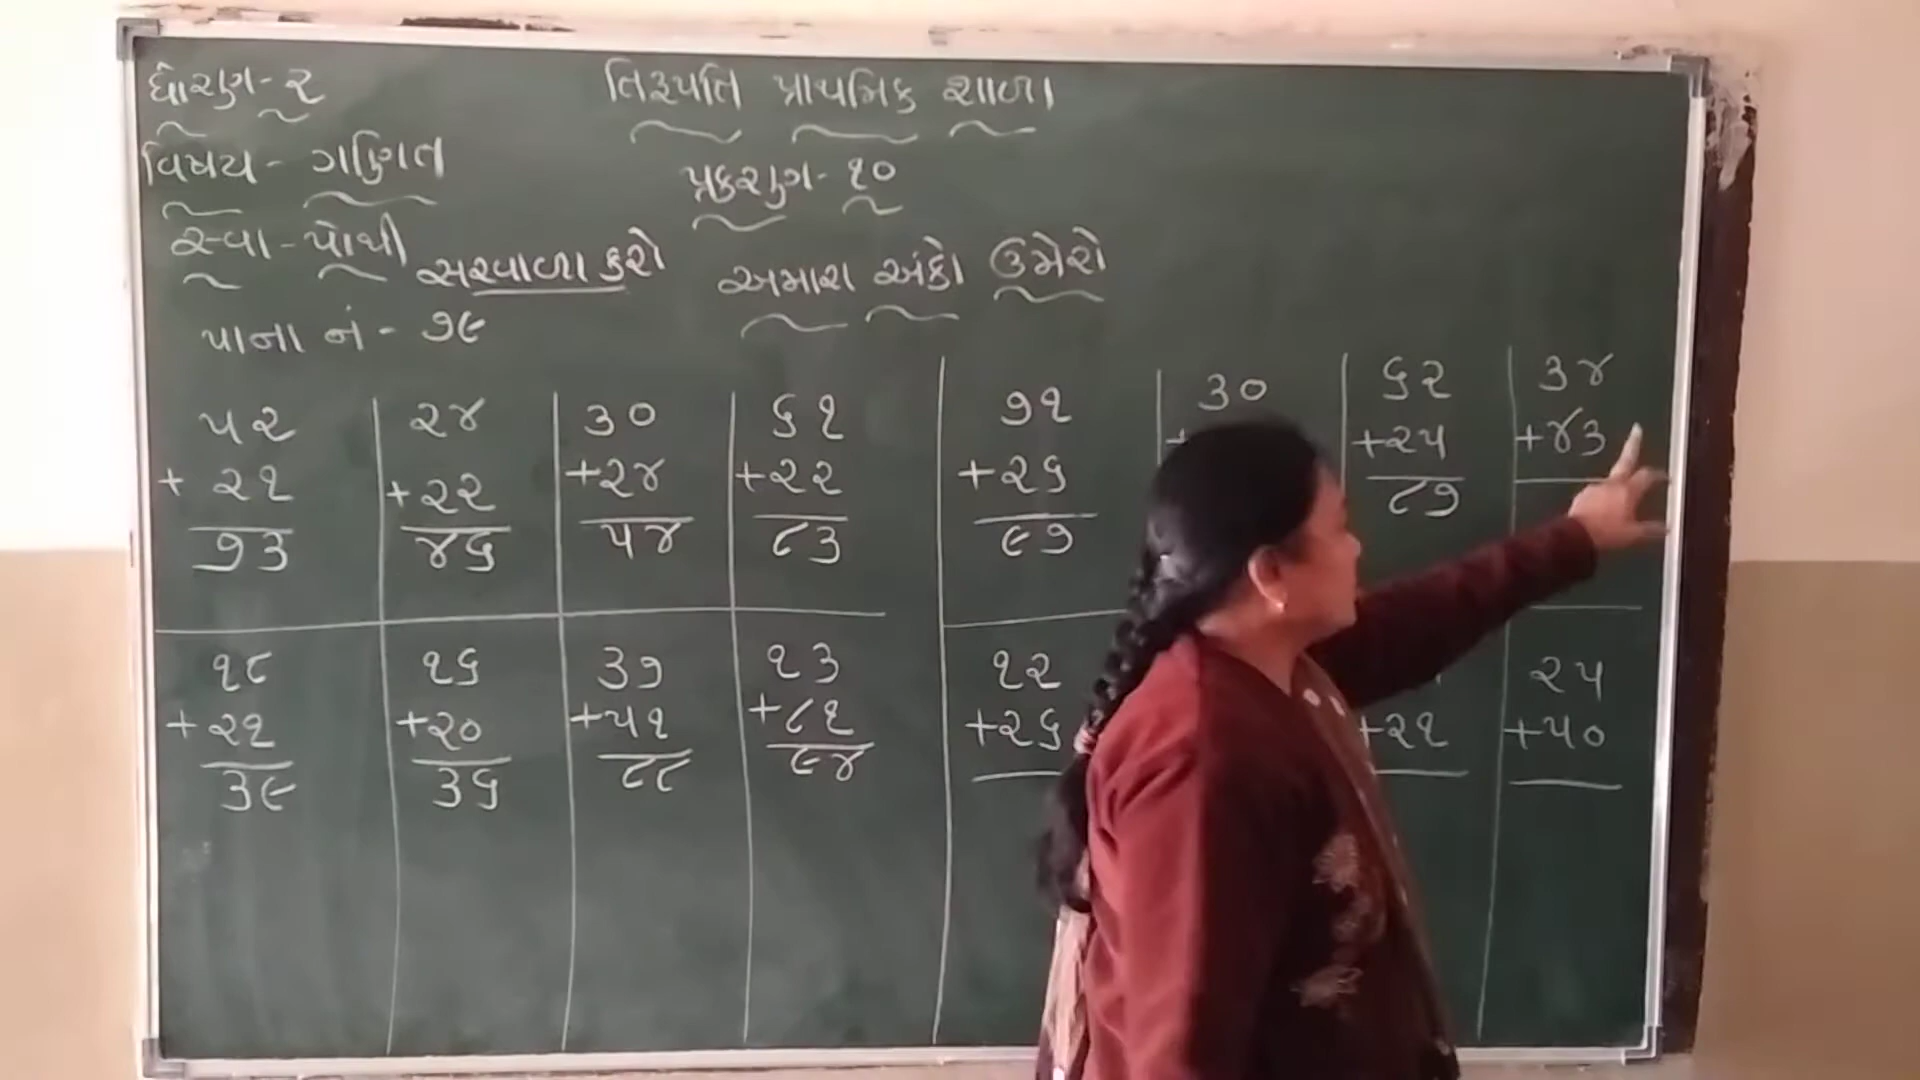 ધોરણ - ૨
તિરૂપતિ પ્રાથમિક શાળા
વિષય - ગણિત
પ્રકરણ - ૧૦
સ્વા - પોથી
સરવાળા કરો
અમારા અંકો ઉમેરો
પાના નં - ૭૯
૫૨ ૨૪ ૩૦ ૬૧ ૭૧ ૩૦ ૬૨ ૩૪
+ ૨૧ +૨૨ +૨૪ +૨૨ +૨૬ + +૨૫ +૪૩
૭૩ ૪૬ ૫૪ ૮૩ ૯૭ ૮૭
૧૮ ૧૬ ૩૭ ૧૩ ૧૨ ૨૫
+૨૧ +૨૦ +૫૧ +૮૧ +૨૬ +૨૧ +૫૦
૩૯ ૩૬ ૮૮ ૯૪